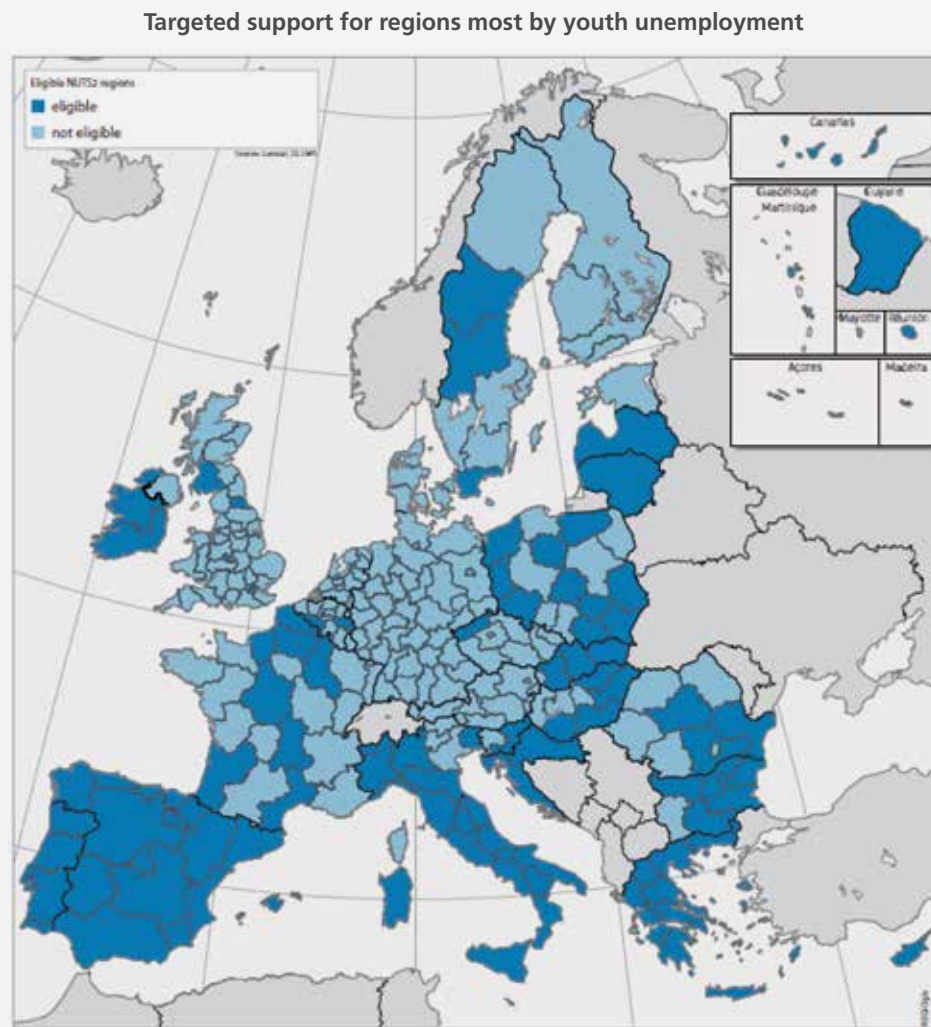 Targeted support for regions most by youth unemployment
Eligible NUTS2 regions
eligible
not eligible
Canarias
Guadeloupe
Martinique
Guyane
Mayotte
Réunion
Açores
Madeira